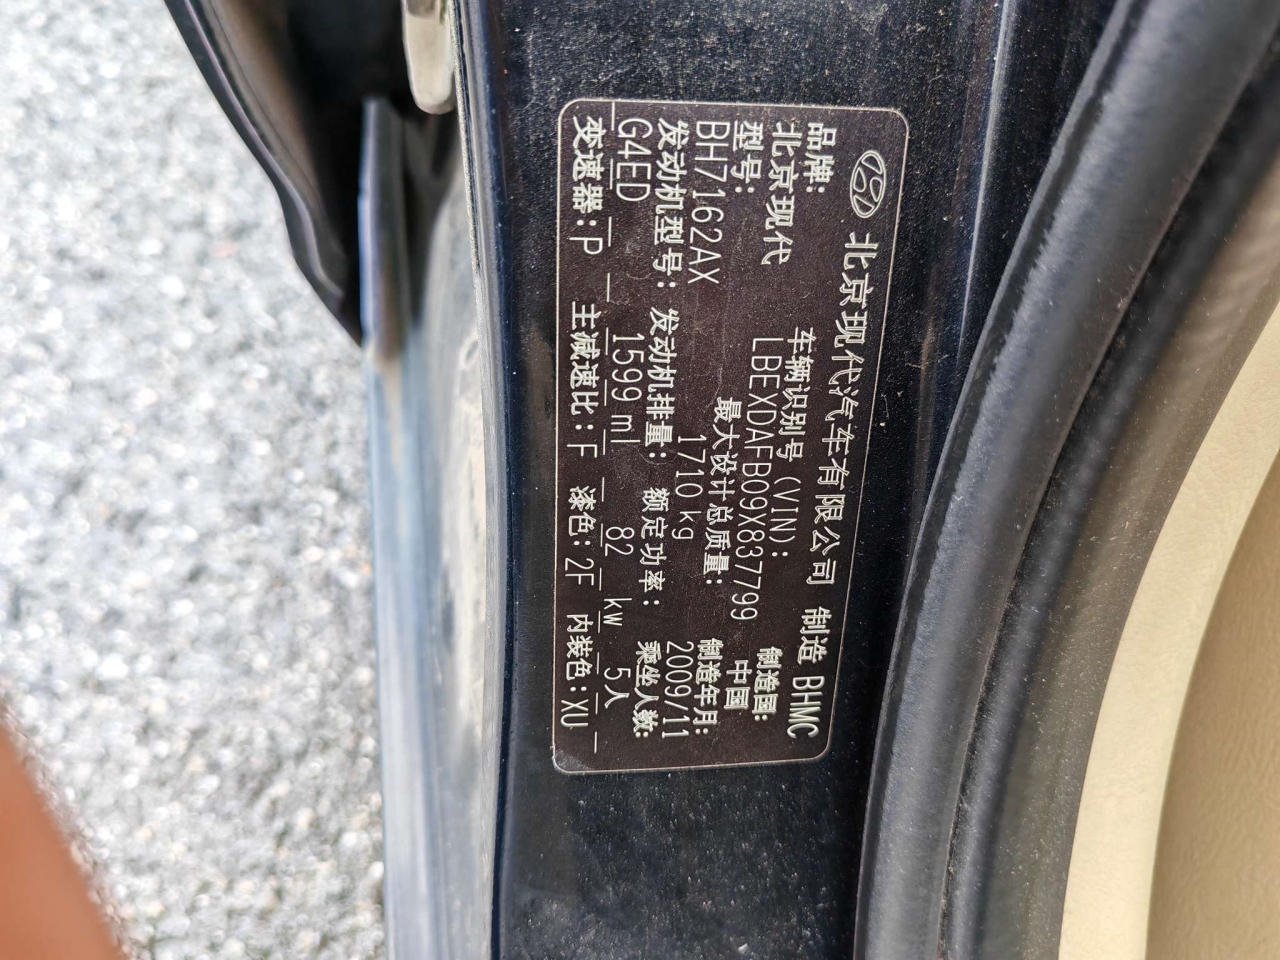 北京现代汽车有限公司 制造 BHMC
品牌: 车辆识别号 (VIN): 制造国:
北京现代 LBEXDAFB09X837799 中国
型号: 最大设计总质量: 制造年月:
BH7162AX 1710 kg 2009/11
发动机型号: 发动机排量: 额定功率: 乘坐人数:
G4ED 1599 ml 82 kw 5人
变速器: P 主减速比: F 漆色: 2F 内装色: XU